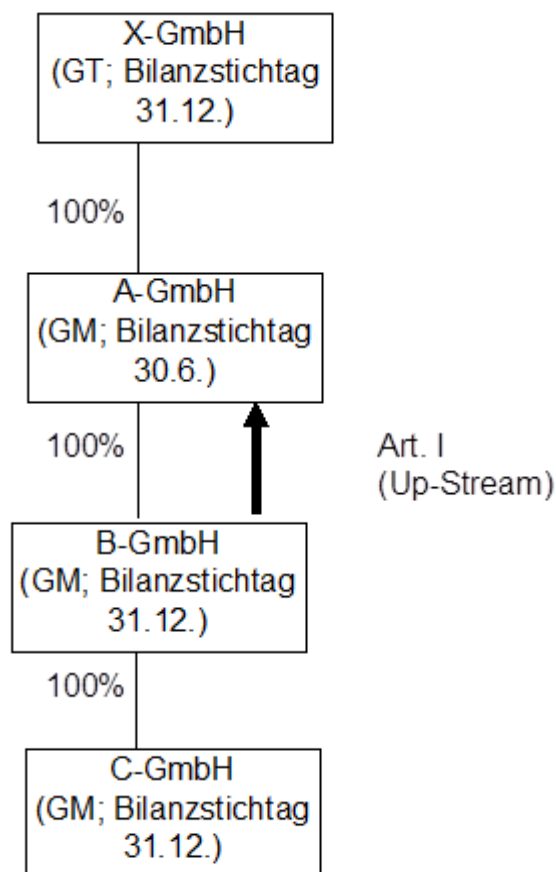 X-GmbH
(GT; Bilanzstichtag
31.12.)
100%
A-GmbH
(GM; Bilanzstichtag
30.6.)
100%
Art. I
(Up-Stream)
B-GmbH
(GM; Bilanzstichtag
31.12.)
100%
C-GmbH
(GM; Bilanzstichtag
31.12.)